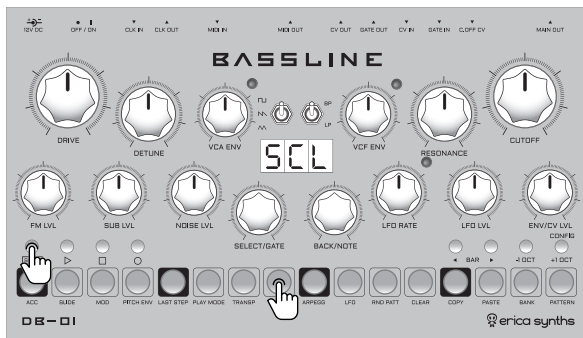 12V DC OFF / ON CLK IN CLK OUT MIDI IN MIDI OUT CV OUT GATE OUT CV IN GATE IN C.OFF CV MAIN OUT
BASSLINE
BP
LP
DRIVE DETUNE VCA ENV VCF ENV RESONANCE CUTOFF
SCL
FM LVL SUB LVL NOISE LVL SELECT/GATE BACK/NOTE LFO RATE LFO LVL ENV/CV LVL
CONFIG
BAR -1 OCT +1 OCT
ACC SLIDE MOD PITCH ENV LAST STEP PLAY MODE TRANSP ARPEGG LFO RND PATT CLEAR COPY PASTE BANK PATTERN
DB-01 erica synths